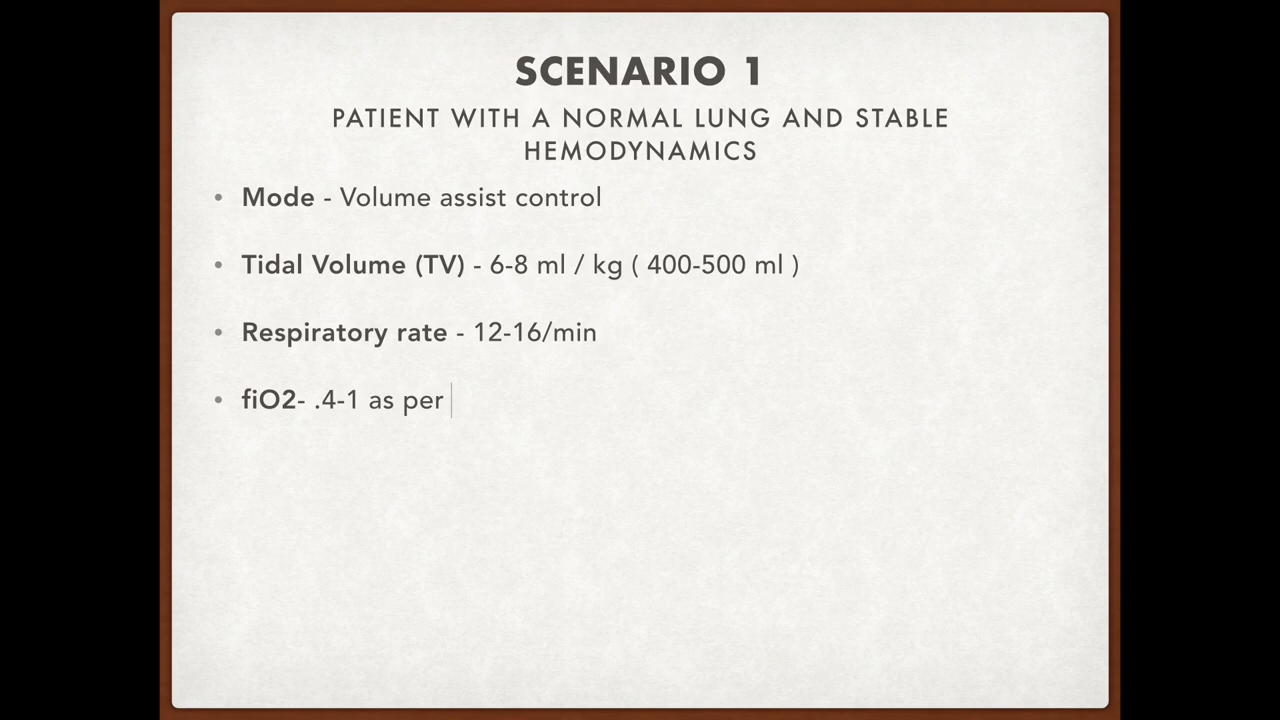 SCENARIO 1
PATIENT WITH A NORMAL LUNG AND STABLE
HEMODYNAMICS
• Mode - Volume assist control
• Tidal Volume (TV) - 6-8 ml / kg ( 400-500 ml )
• Respiratory rate - 12-16/min
• fiO2- .4-1 as per